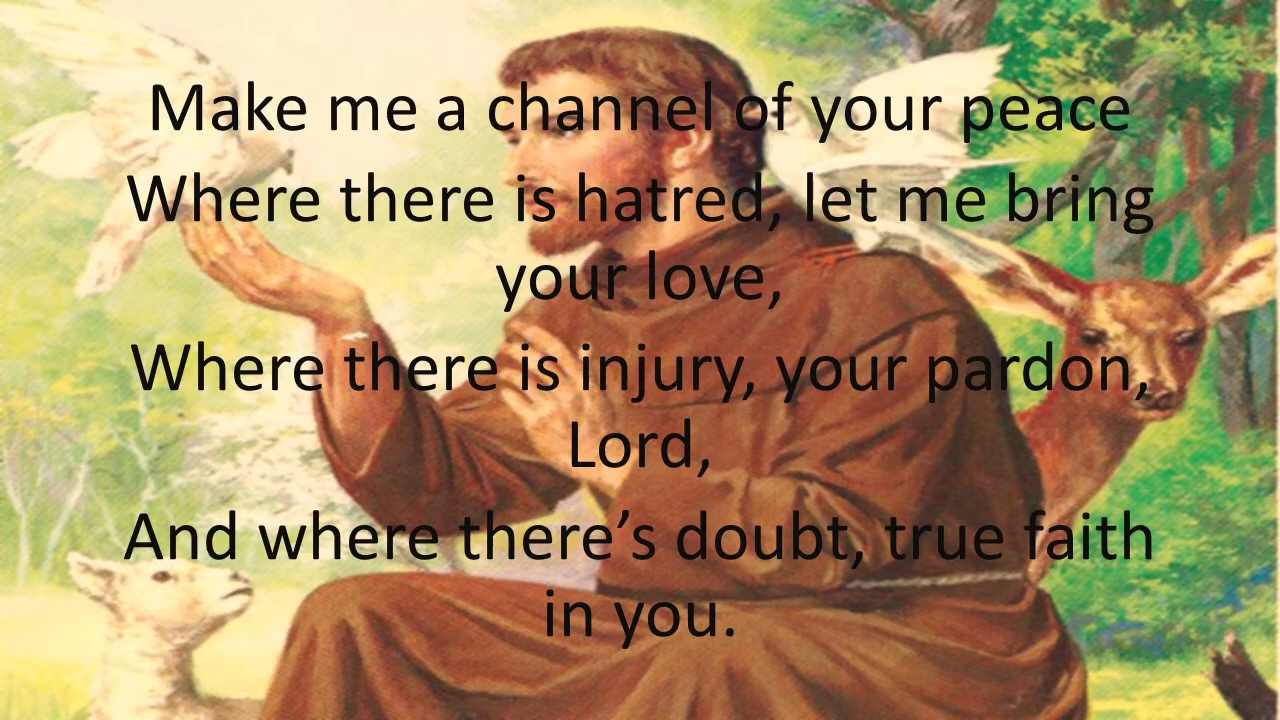 Make me a channel of your peace
Where there is hatred, let me bring
your love,
Where there is injury, your pardon,
Lord,
And where there’s doubt, true faith
in you.